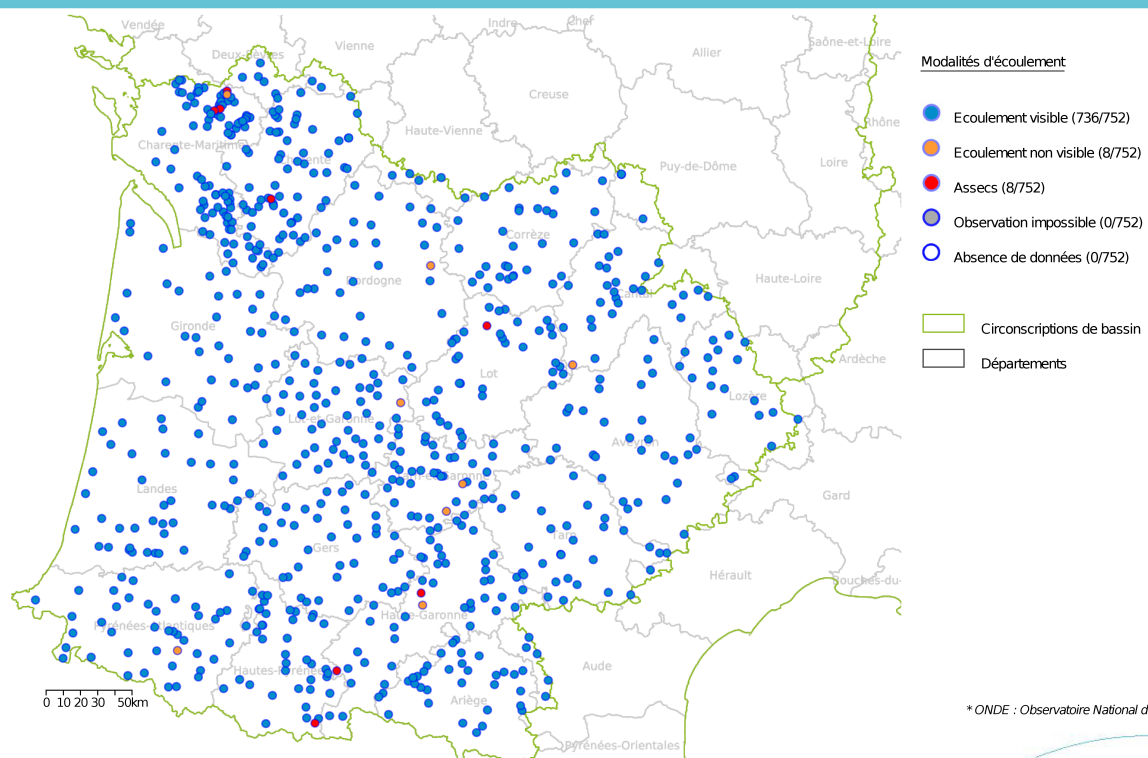 Vendée
Indre
Cher
Deux-Sèvres
Vienne
Allier
Saône-et-Loire
Creuse
Haute-Vienne
Rhône
Charente-Maritime
Charente
Puy-de-Dôme
Loire
Corrèze
Dordogne
Cantal
Haute-Loire
Gironde
Ardèche
Lot
Lozère
Lot-et-Garonne
Aveyron
Tarn-et-Garonne
Landes
Gard
Gers
Tarn
Hérault
Bouches-du-
Haute-Garonne
Pyrénées-Atlantiques
Hautes-Pyrénées
Aude
Ariège
Pyrénées-Orientales
0 10 20 30 50km
Modalités d'écoulement
Ecoulement visible (736/752)
Ecoulement non visible (8/752)
Assecs (8/752)
Observation impossible (0/752)
Absence de données (0/752)
Circonscriptions de bassin
Départements
* ONDE : Observatoire National d